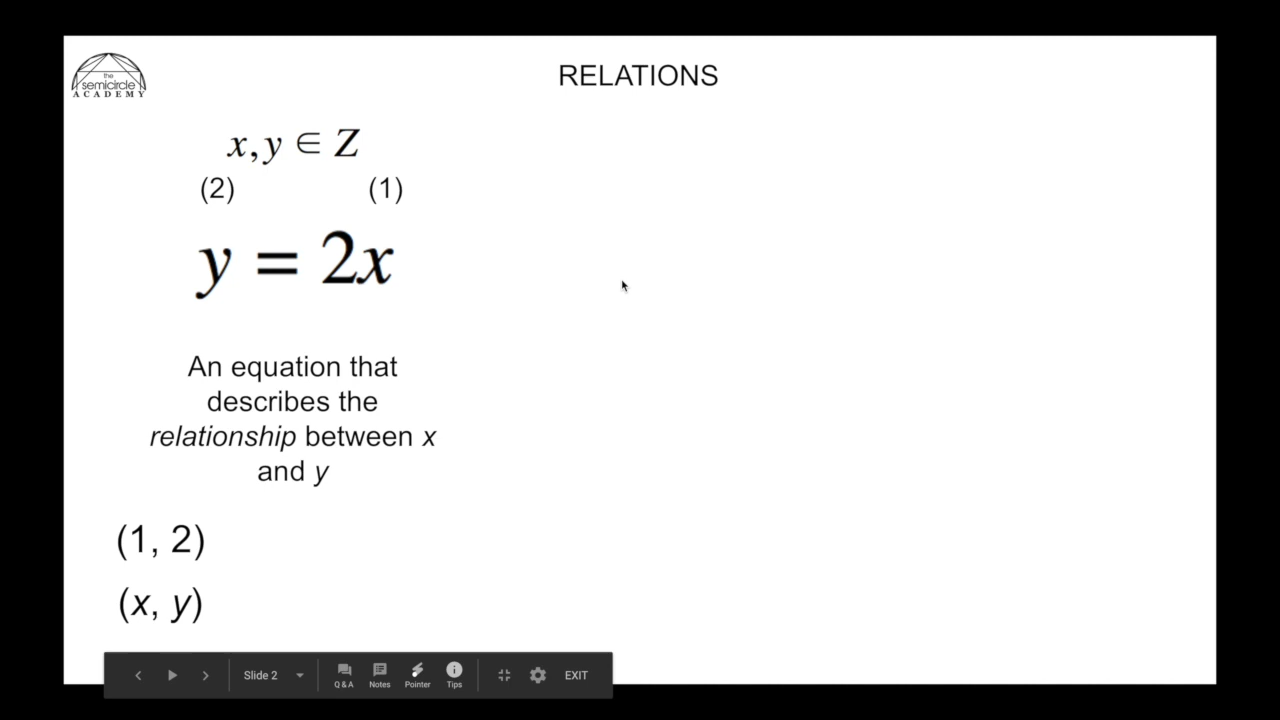 the
semicircle
ACADEMY
RELATIONS
x, y ∈ Z
(2) (1)
y = 2x
An equation that
describes the
relationship between x
and y
(1, 2)
(x, y)
Slide 2
Q & A Notes Pointer Tips
EXIT